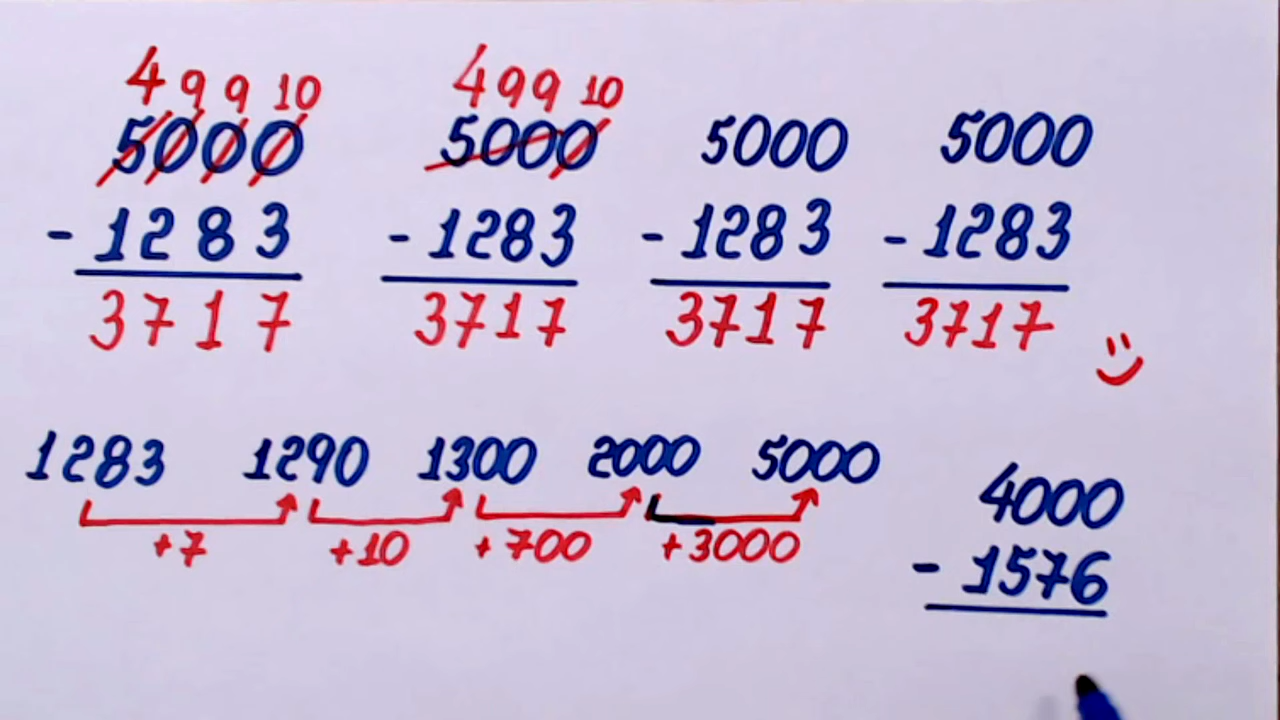 4 9 9 10 4 9 9 10
5000 5000 5000 5000
- 1283 - 1283 - 1283 - 1283
3717 3717 3717 3717
1283 1290 1300 2000 5000
+7 +10 +700 +3000
4000
- 1576